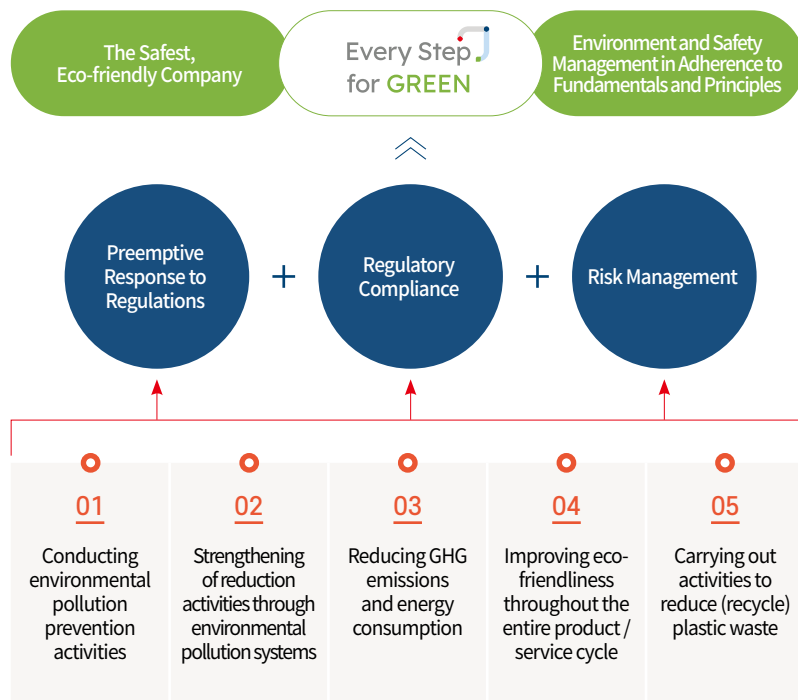 The Safest,
Eco-friendly Company
Every Step
for GREEN
Environment and Safety
Management in Adherence to
Fundamentals and Principles
Preemptive
Response to
Regulations
+
Regulatory
Compliance
+
Risk Management
01
Conducting
environmental
pollution
prevention
activities
02
Strengthening
of reduction
activities through
environmental
pollution systems
03
Reducing GHG
emissions
and energy
consumption
04
Improving eco-
friendliness
throughout the
entire product /
service cycle
05
Carrying out
activities to
reduce (recycle)
plastic waste